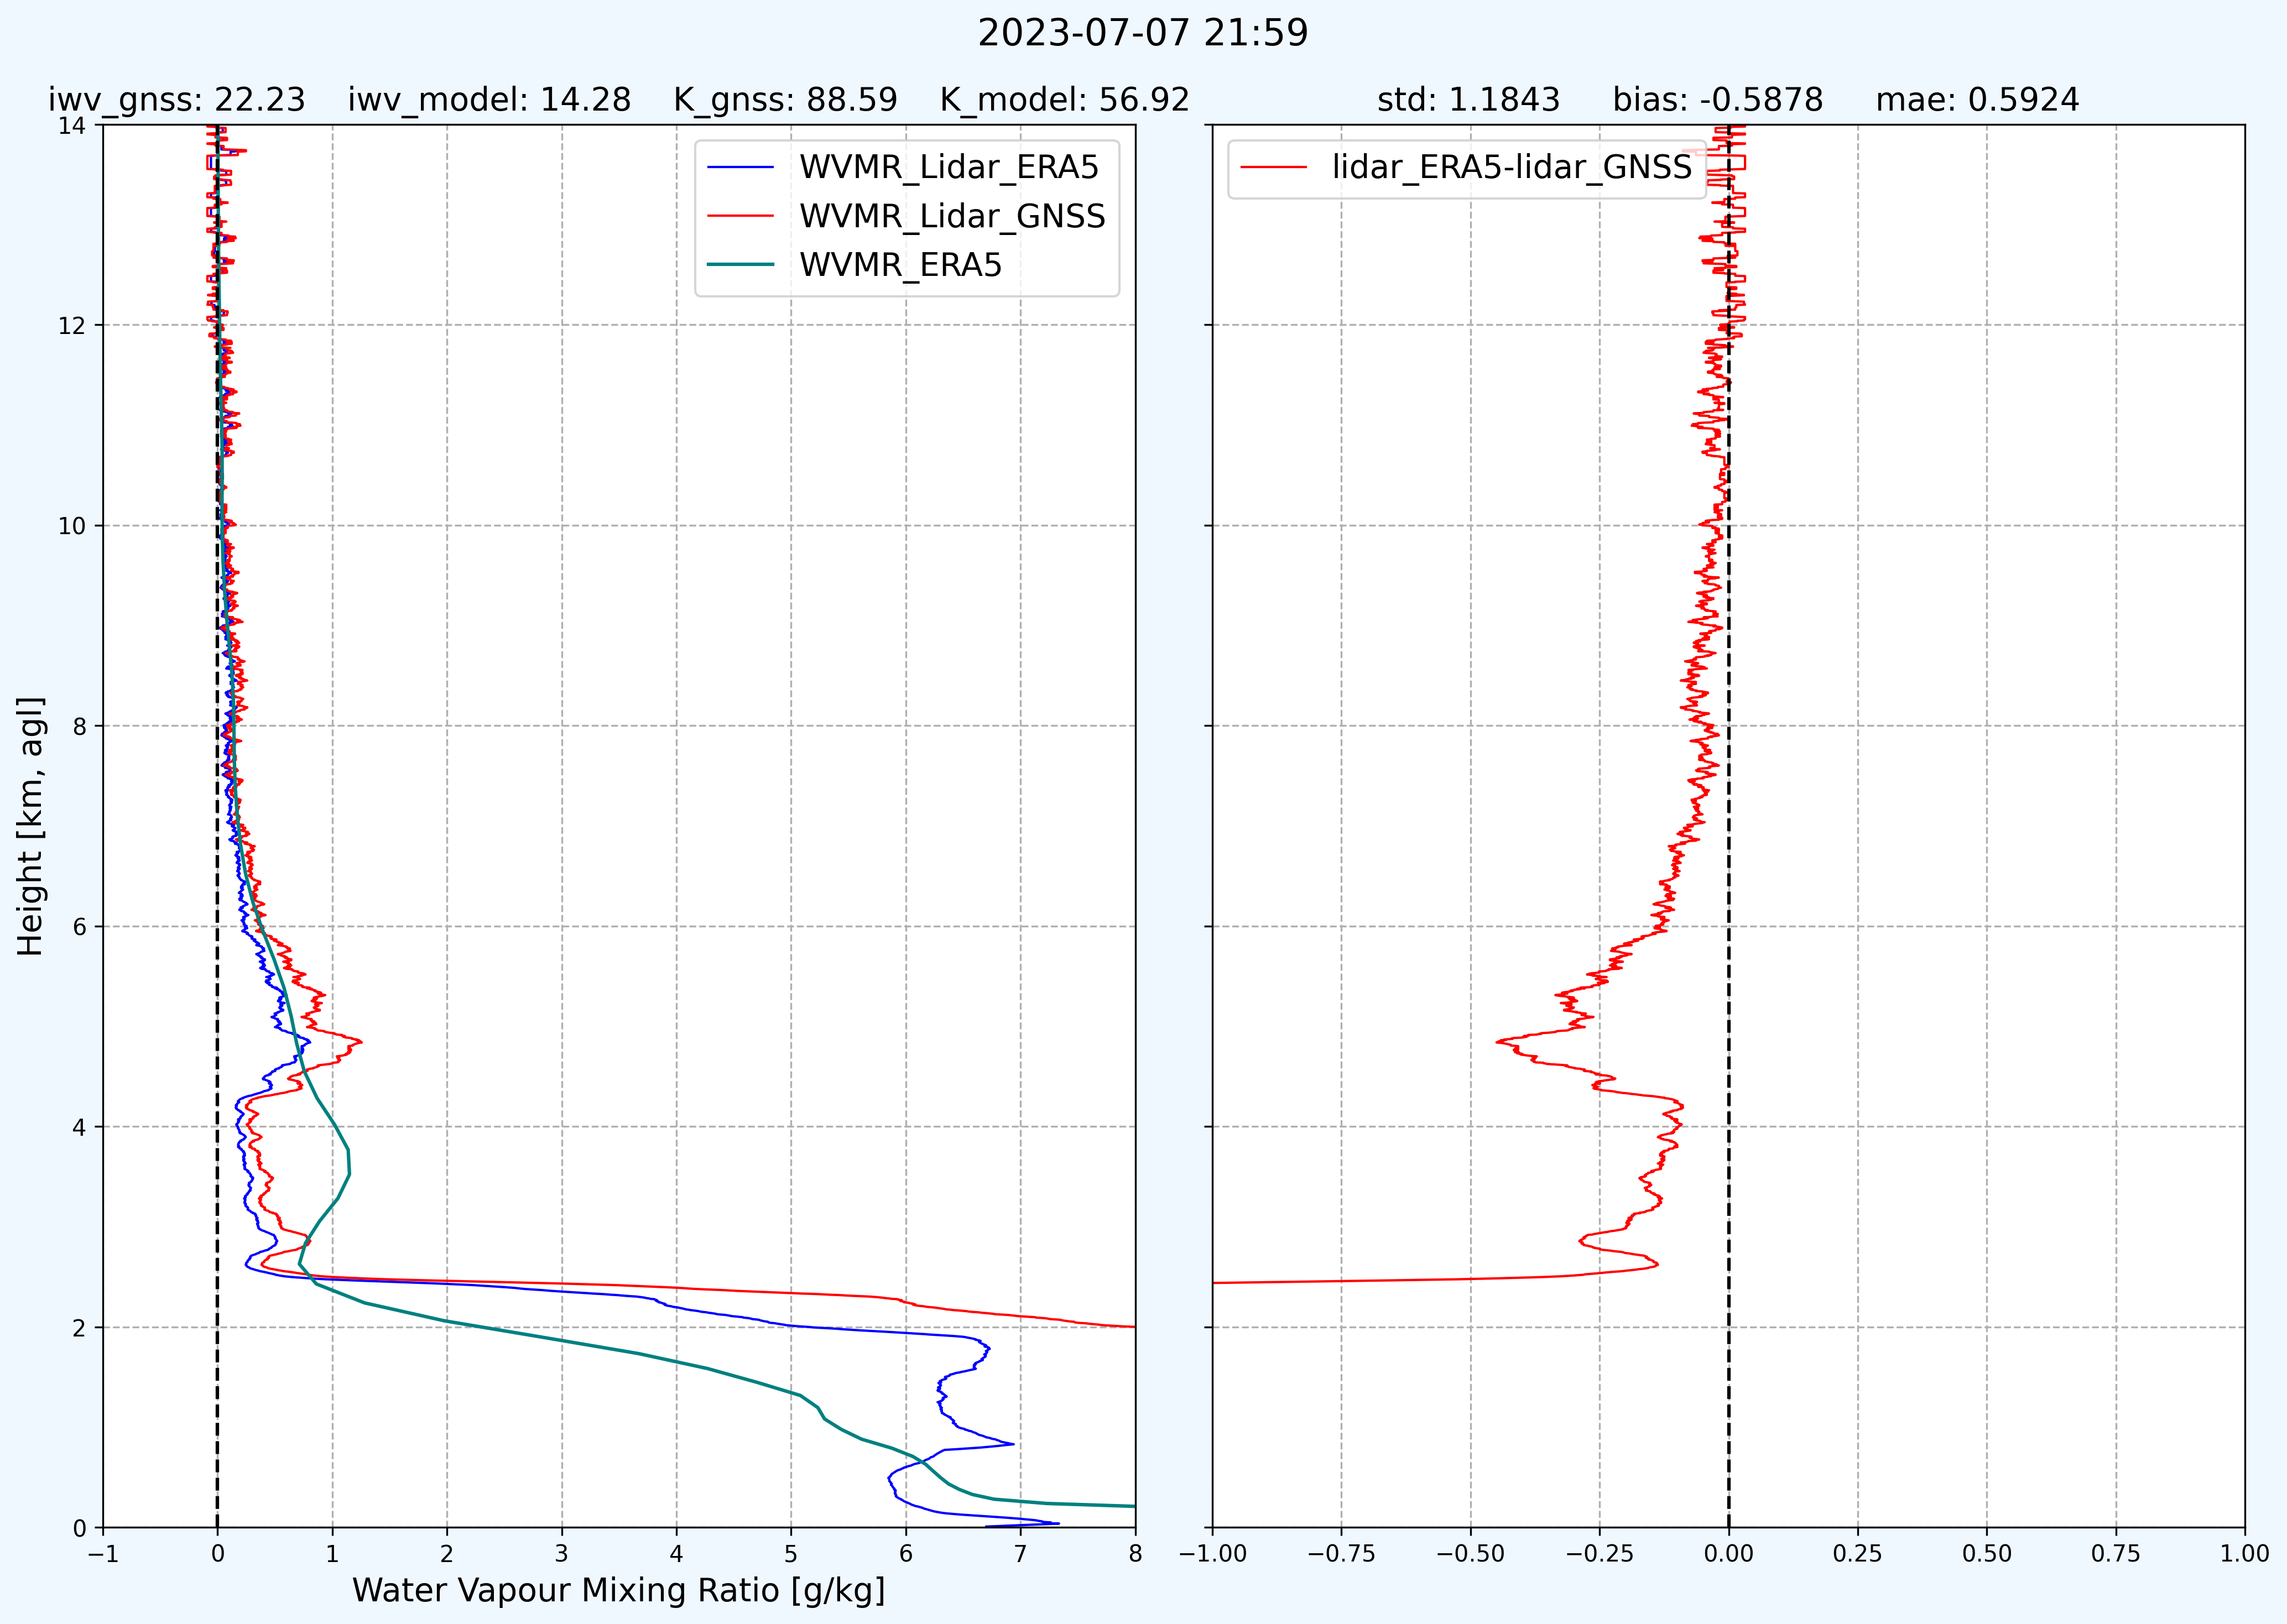 2023-07-07 21:59
iwv_gnss: 22.23 iwv_model: 14.28 K_gnss: 88.59 K_model: 56.92
std: 1.1843 bias: -0.5878 mae: 0.5924
WVMR_Lidar_ERA5
WVMR_Lidar_GNSS
WVMR_ERA5
lidar_ERA5-lidar_GNSS
Height [km, agl]
14
12
10
8
6
4
2
0
−1 0 1 2 3 4 5 6 7 8
Water Vapour Mixing Ratio [g/kg]
−1.00 −0.75 −0.50 −0.25 0.00 0.25 0.50 0.75 1.00